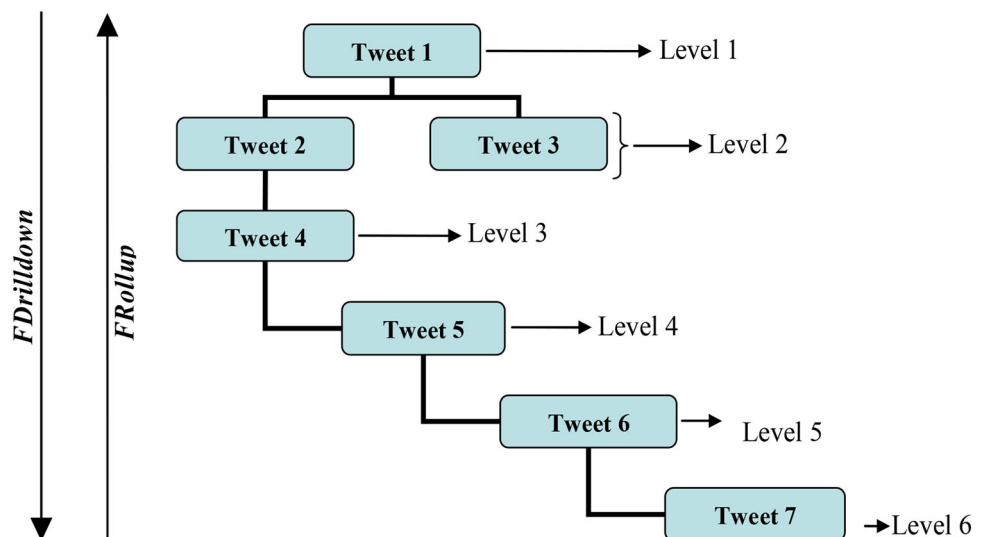 Tweet 1
Level 1
Tweet 2
Tweet 3
Level 2
Tweet 4
Level 3
Tweet 5
Level 4
Tweet 6
Level 5
Tweet 7
Level 6
FDrilldown
FRollup